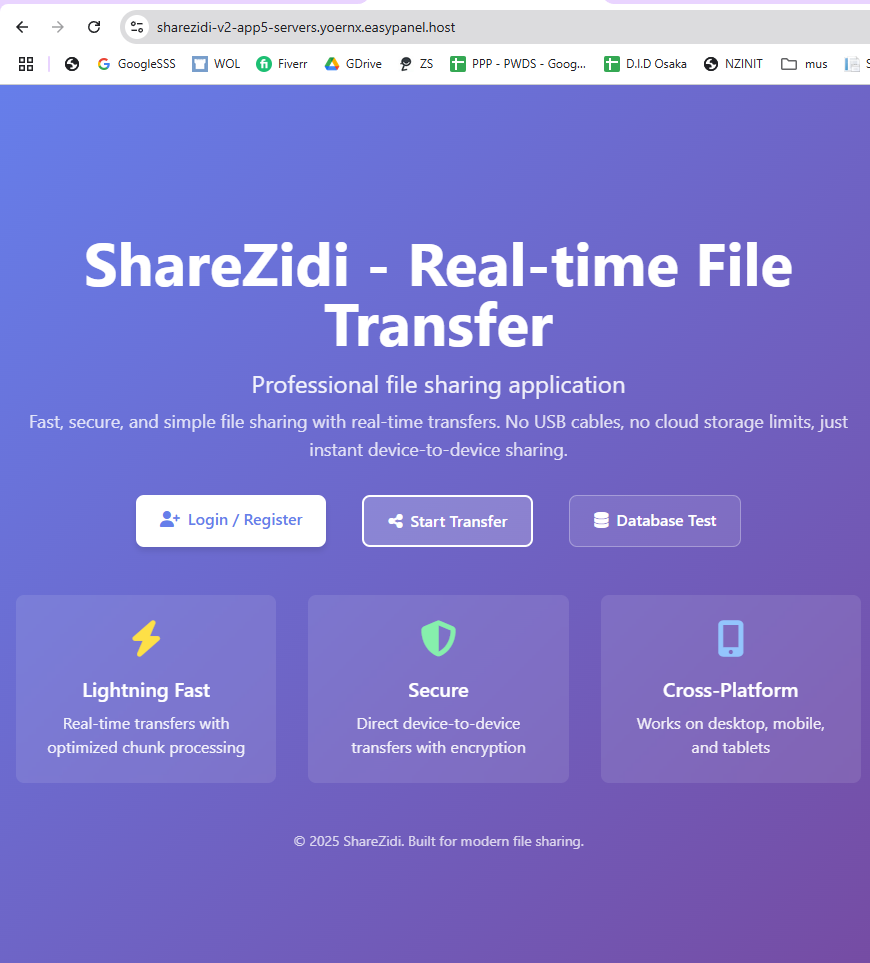 sharezidi-v2-app5-servers.yoernx.easypanel.host
GoogleSSS WOL Fiverr GDrive ZS PPP - PWDS - Goog... D.I.D Osaka NZINIT mus
ShareZidi - Real-time File
Transfer
Professional file sharing application
Fast, secure, and simple file sharing with real-time transfers. No USB cables, no cloud storage limits, just
instant device-to-device sharing.
Login / Register Start Transfer Database Test
Lightning Fast
Real-time transfers with
optimized chunk processing
Secure
Direct device-to-device
transfers with encryption
Cross-Platform
Works on desktop, mobile,
and tablets
© 2025 ShareZidi. Built for modern file sharing.